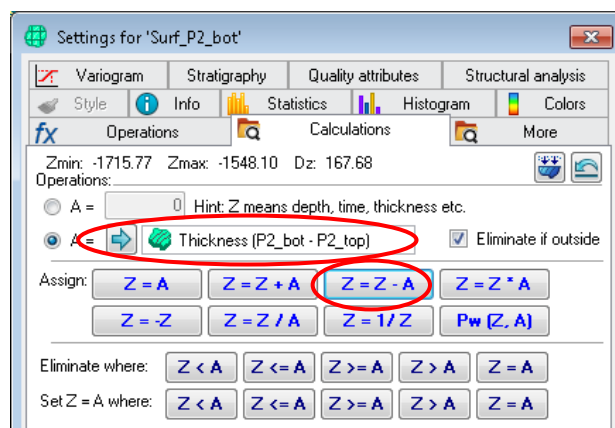 Settings for 'Surf_P2_bot'
Variogram Stratigraphy Quality attributes Structural analysis
Style Info Statistics Histogram Colors
fx Operations Calculations More
Zmin: -1715.77 Zmax: -1548.10 Dz: 167.68
Operations:
A = 0 Hint: Z means depth, time, thickness etc.
A = Thickness (P2_bot - P2_top) Eliminate if outside
Assign: Z = A Z = Z + A Z = Z - A Z = Z * A
Z = -Z Z = Z / A Z = 1 / Z Pw (Z, A)
Eliminate where: Z < A Z <= A Z >= A Z > A Z = A
Set Z = A where: Z < A Z <= A Z >= A Z > A Z = A